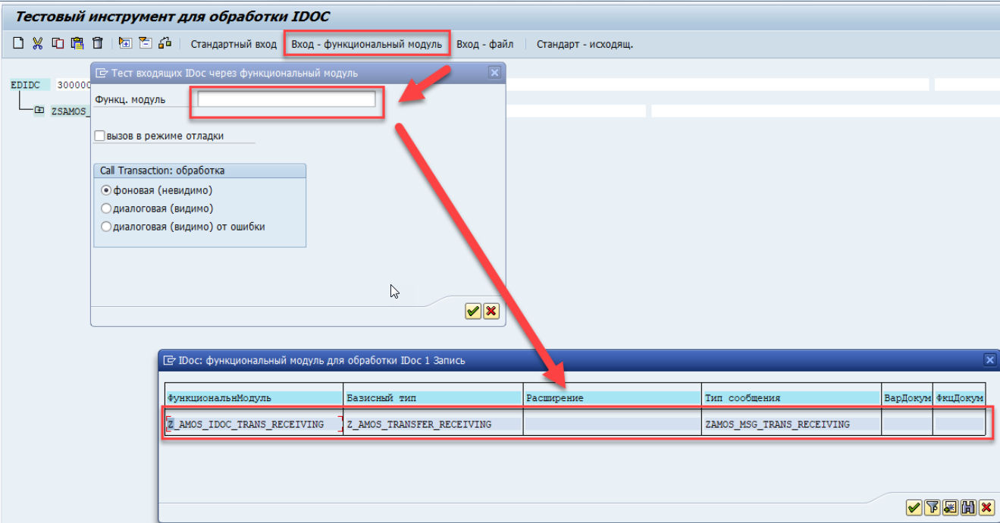 Тестовый инструмент для обработки IDOC
Стандартный вход Вход - функциональный модуль Вход - файл Стандарт - исходящ.
Тест входящих IDoc через функциональный модуль
EDIDC 300000
Функц. модуль
ZSAMOS_
вызов в режиме отладки
Call Transaction: обработка
фоновая (невидимо)
диалоговая (видимо)
диалоговая (видимо) от ошибки
IDoc: функциональный модуль для обработки IDoc 1 Запись
ФункциональнМодуль Базисный тип Расширение Тип сообщения ВарДокум ФкцДокум
Z_AMOS_IDOC_TRANS_RECEIVING Z_AMOS_TRANSFER_RECEIVING ZAMOS_MSG_TRANS_RECEIVING